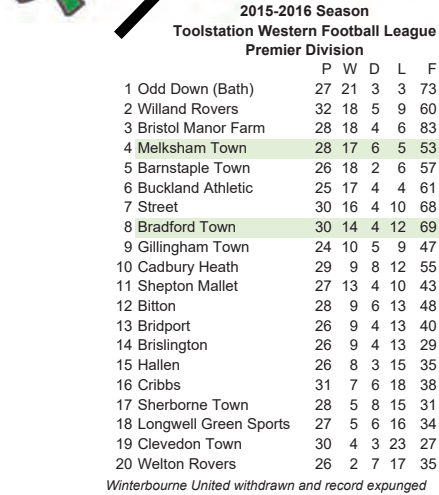 2015-2016 Season
Toolstation Western Football League
Premier Division
P W D L F
1 Odd Down (Bath) 27 21 3 3 73
2 Willand Rovers 32 18 5 9 60
3 Bristol Manor Farm 28 18 4 6 83
4 Melksham Town 28 17 6 5 53
5 Barnstaple Town 26 18 2 6 57
6 Buckland Athletic 25 17 4 4 61
7 Street 30 16 4 10 68
8 Bradford Town 30 14 4 12 69
9 Gillingham Town 24 10 5 9 47
10 Cadbury Heath 29 9 8 12 55
11 Shepton Mallet 27 13 4 10 43
12 Bitton 28 9 6 13 48
13 Bridport 26 9 4 13 40
14 Brislington 26 9 4 13 29
15 Hallen 26 8 3 15 35
16 Cribbs 31 7 6 18 38
17 Sherborne Town 28 5 8 15 31
18 Longwell Green Sports 27 5 6 16 34
19 Clevedon Town 30 4 3 23 27
20 Welton Rovers 26 2 7 17 35
Winterbourne United withdrawn and record expunged